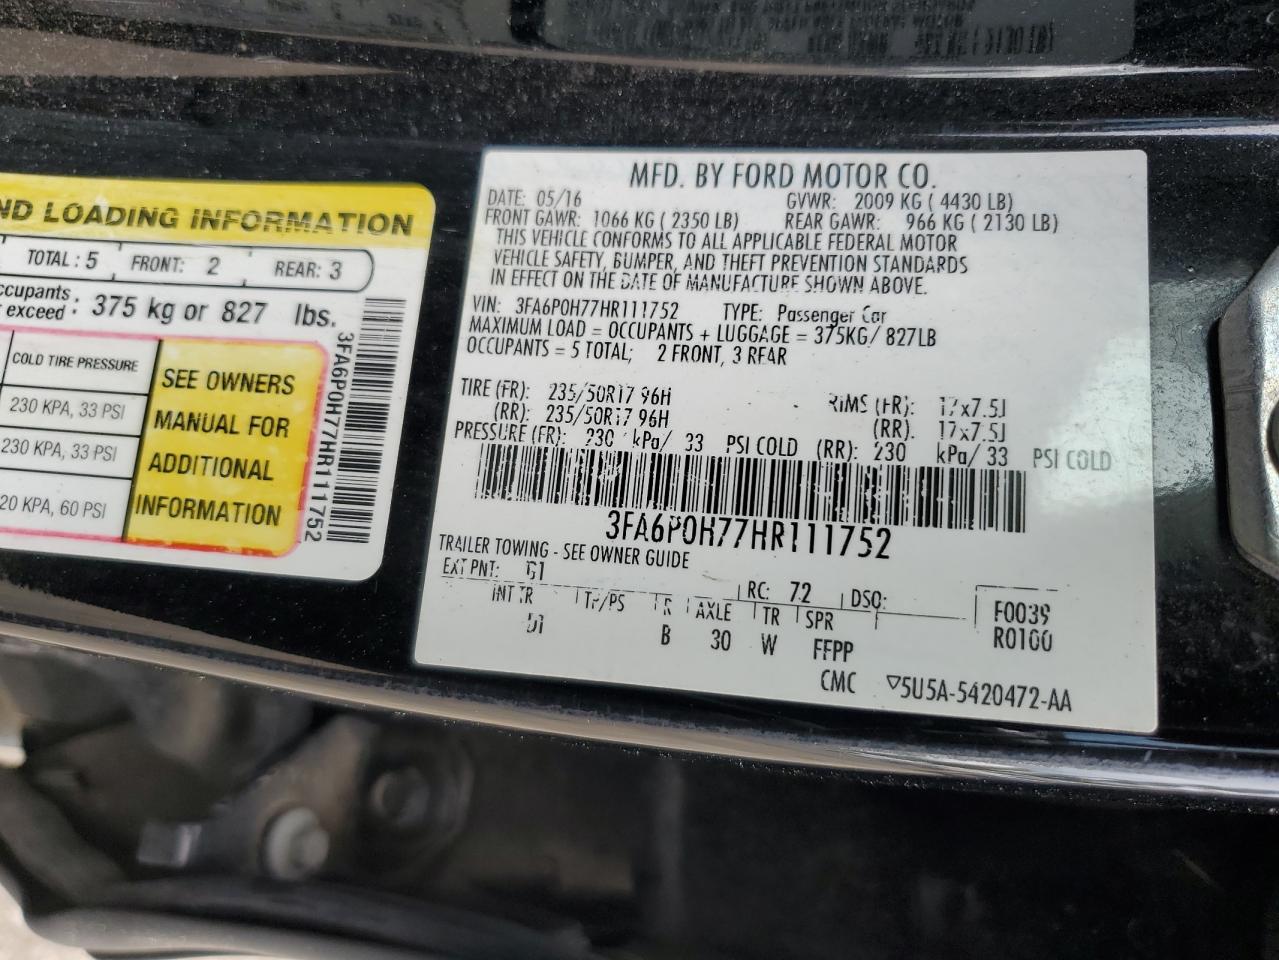 ND LOADING INFORMATION
TOTAL : 5 FRONT: 2 REAR: 3
ccupants
r exceed : 375 kg or 827 lbs.
COLD TIRE PRESSURE
230 KPA, 33 PSI
230 KPA, 33 PSI
20 KPA, 60 PSI
SEE OWNERS
MANUAL FOR
ADDITIONAL
INFORMATION
3FA6P0H77HR111752
MFD. BY FORD MOTOR CO.
DATE: 05/16 GVWR: 2009 KG ( 4430 LB)
FRONT GAWR: 1066 KG ( 2350 LB) REAR GAWR: 966 KG ( 2130 LB)
THIS VEHICLE CONFORMS TO ALL APPLICABLE FEDERAL MOTOR
VEHICLE SAFETY, BUMPER, AND THEFT PREVENTION STANDARDS
IN EFFECT ON THE DATE OF MANUFACTURE SHOWN ABOVE.
VIN: 3FA6P0H77HR111752 TYPE: Passenger Car
MAXIMUM LOAD = OCCUPANTS + LUGGAGE = 375KG/ 827LB
OCCUPANTS = 5 TOTAL; 2 FRONT, 3 REAR
TIRE (FR): 235/50R17 96H RIMS (FR): 17x7.5J
(RR): 235/50R17 96H (RR): 17x7.5J
PRESSURE (FR): 230 kPa/ 33 PSI COLD (RR): 230 kPa/ 33 PSI COLD
3FA6P0H77HR111752
TRAILER TOWING - SEE OWNER GUIDE
EXT PNT: G1 RC: 72 DSO: F0039
INT TR TP/PS R AXLE TR SPR R0100
D1 B 30 W FFPP
CMC ▽5U5A-5420472-AA